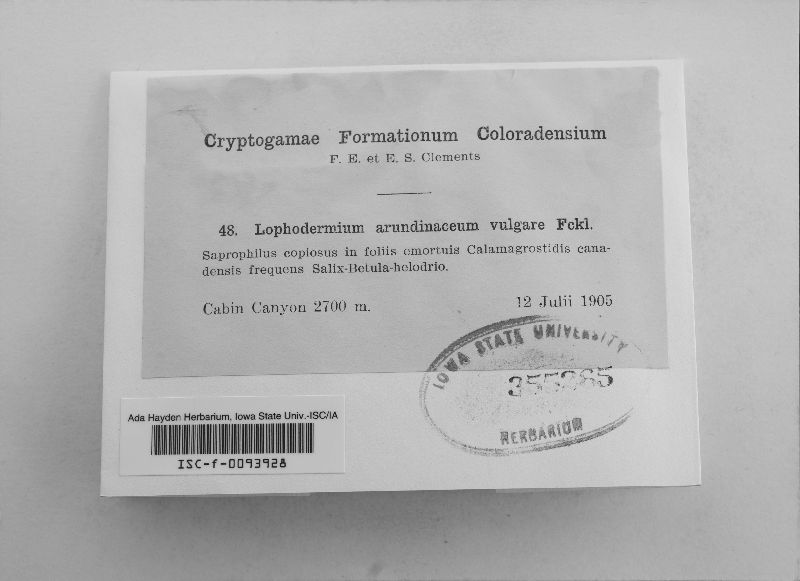 Cryptogamae Formationum Coloradensium
F. E. et E. S. Clements
48. Lophodermium arundinaceum vulgare Fckl.
Saprophilus copiosus in foliis emortuis Calamagrostidis cana-
densis frequens Salix-Betula-helodrio.
Cabin Canyon 2700 m. 12 Julii 1905
IOWA STATE UNIVERSITY
355285
HERBARIUM
Ada Hayden Herbarium, Iowa State Univ.-ISC/IA
ISC-f-0093928